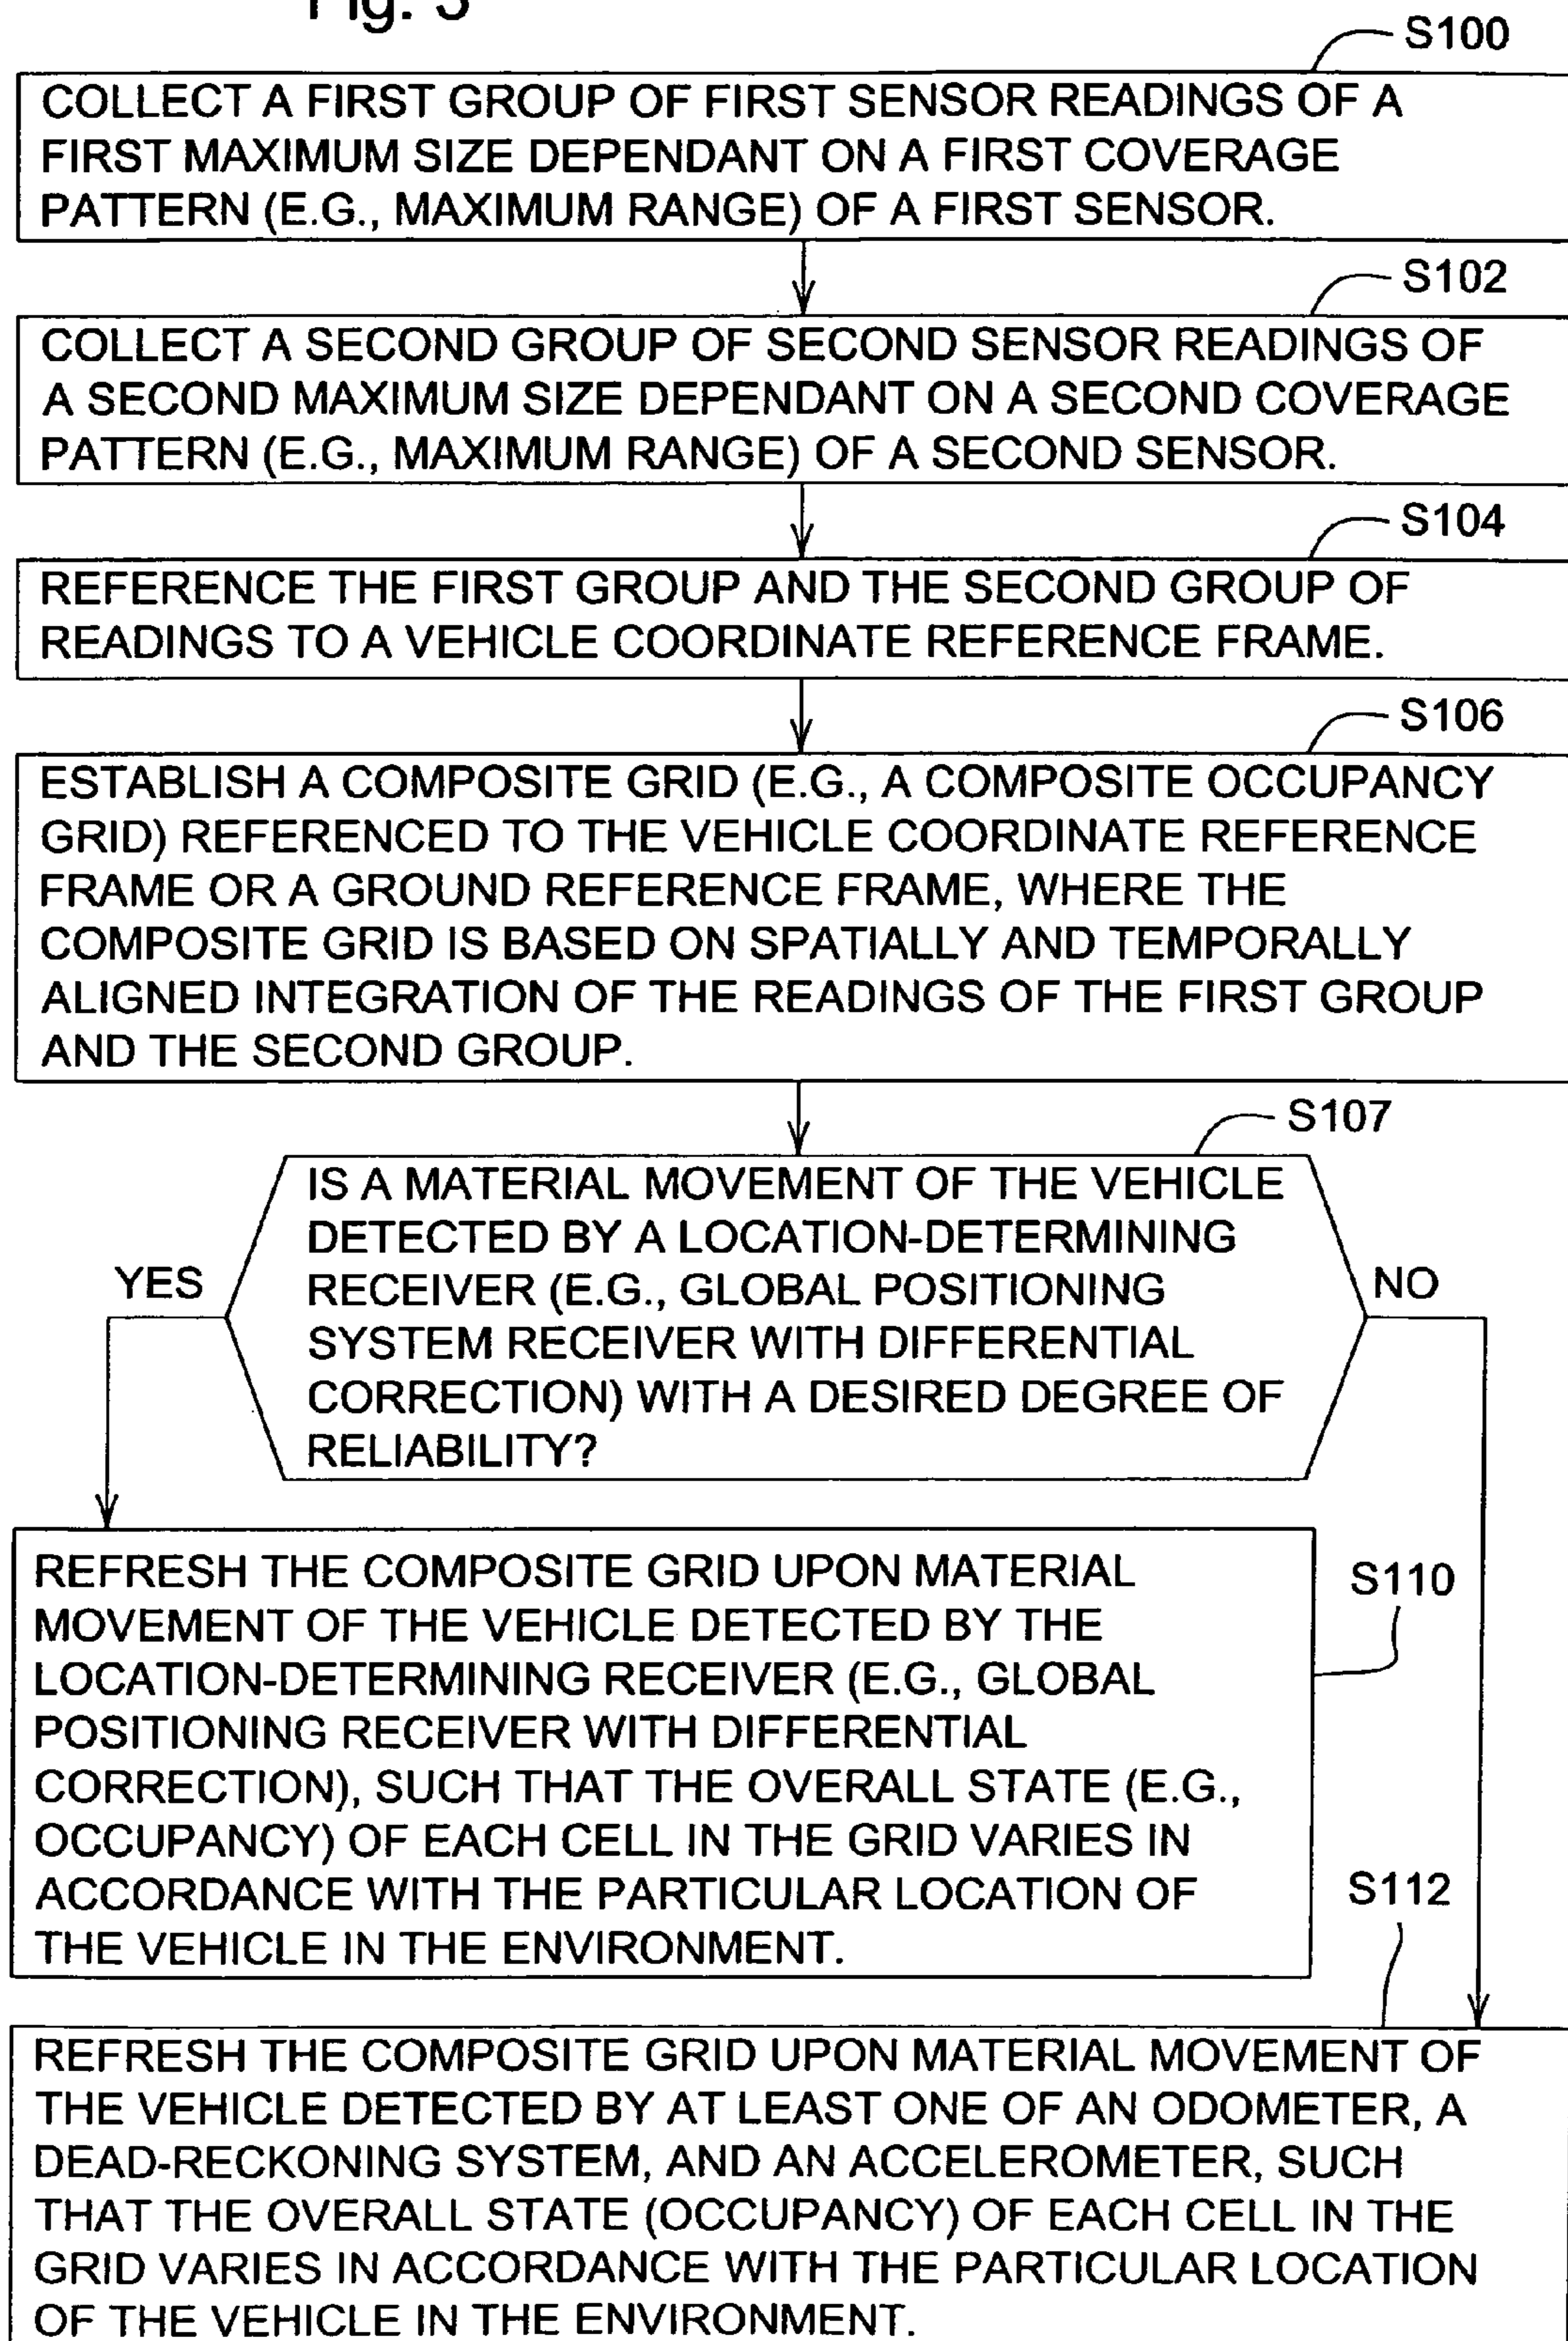 Fig. 3
S100
COLLECT A FIRST GROUP OF FIRST SENSOR READINGS OF A
FIRST MAXIMUM SIZE DEPENDANT ON A FIRST COVERAGE
PATTERN (E.G., MAXIMUM RANGE) OF A FIRST SENSOR.
S102
COLLECT A SECOND GROUP OF SECOND SENSOR READINGS OF
A SECOND MAXIMUM SIZE DEPENDANT ON A SECOND COVERAGE
PATTERN (E.G., MAXIMUM RANGE) OF A SECOND SENSOR.
S104
REFERENCE THE FIRST GROUP AND THE SECOND GROUP OF
READINGS TO A VEHICLE COORDINATE REFERENCE FRAME.
S106
ESTABLISH A COMPOSITE GRID (E.G., A COMPOSITE OCCUPANCY
GRID) REFERENCED TO THE VEHICLE COORDINATE REFERENCE
FRAME OR A GROUND REFERENCE FRAME, WHERE THE
COMPOSITE GRID IS BASED ON SPATIALLY AND TEMPORALLY
ALIGNED INTEGRATION OF THE READINGS OF THE FIRST GROUP
AND THE SECOND GROUP.
S107
IS A MATERIAL MOVEMENT OF THE VEHICLE
DETECTED BY A LOCATION-DETERMINING
RECEIVER (E.G., GLOBAL POSITIONING
SYSTEM RECEIVER WITH DIFFERENTIAL
CORRECTION) WITH A DESIRED DEGREE OF
RELIABILITY?
YES
NO
REFRESH THE COMPOSITE GRID UPON MATERIAL
MOVEMENT OF THE VEHICLE DETECTED BY THE
LOCATION-DETERMINING RECEIVER (E.G., GLOBAL
POSITIONING RECEIVER WITH DIFFERENTIAL
CORRECTION), SUCH THAT THE OVERALL STATE (E.G.,
OCCUPANCY) OF EACH CELL IN THE GRID VARIES IN
ACCORDANCE WITH THE PARTICULAR LOCATION OF
THE VEHICLE IN THE ENVIRONMENT.
S110
S112
REFRESH THE COMPOSITE GRID UPON MATERIAL MOVEMENT OF
THE VEHICLE DETECTED BY AT LEAST ONE OF AN ODOMETER, A
DEAD-RECKONING SYSTEM, AND AN ACCELEROMETER, SUCH
THAT THE OVERALL STATE (OCCUPANCY) OF EACH CELL IN THE
GRID VARIES IN ACCORDANCE WITH THE PARTICULAR LOCATION
OF THE VEHICLE IN THE ENVIRONMENT.